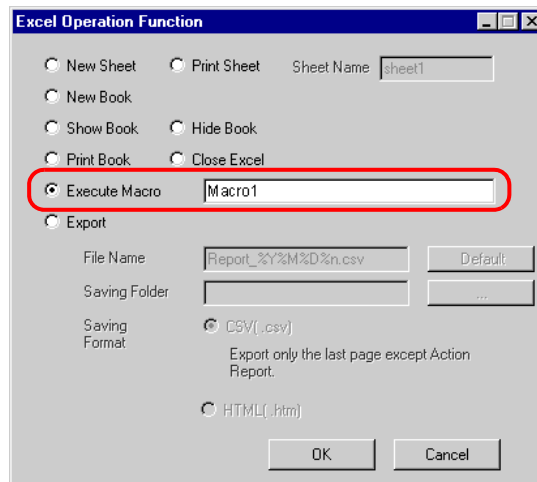 Excel Operation Function
New Sheet Print Sheet Sheet Name sheet1
New Book
Show Book Hide Book
Print Book Close Excel
Execute Macro Macro1
Export
File Name Report_%Y%M%D%n.csv Default
Saving Folder ...
Saving Format CSV( .csv)
Export only the last page except Action
Report.
HTML( .htm)
OK Cancel